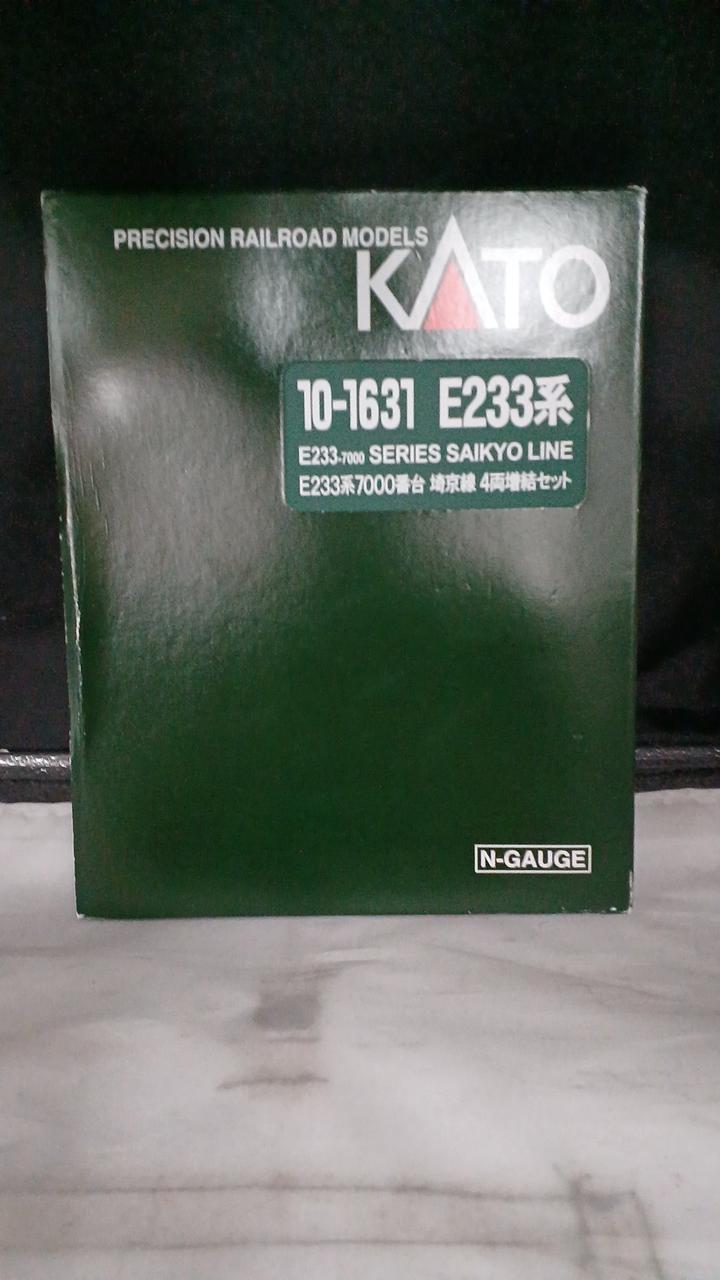 PRECISION RAILROAD MODELS
KATO
10-1631 E233系
E233-7000 SERIES SAIKYO LINE
E233系7000番台 埼京線 4両増結セット
N-GAUGE